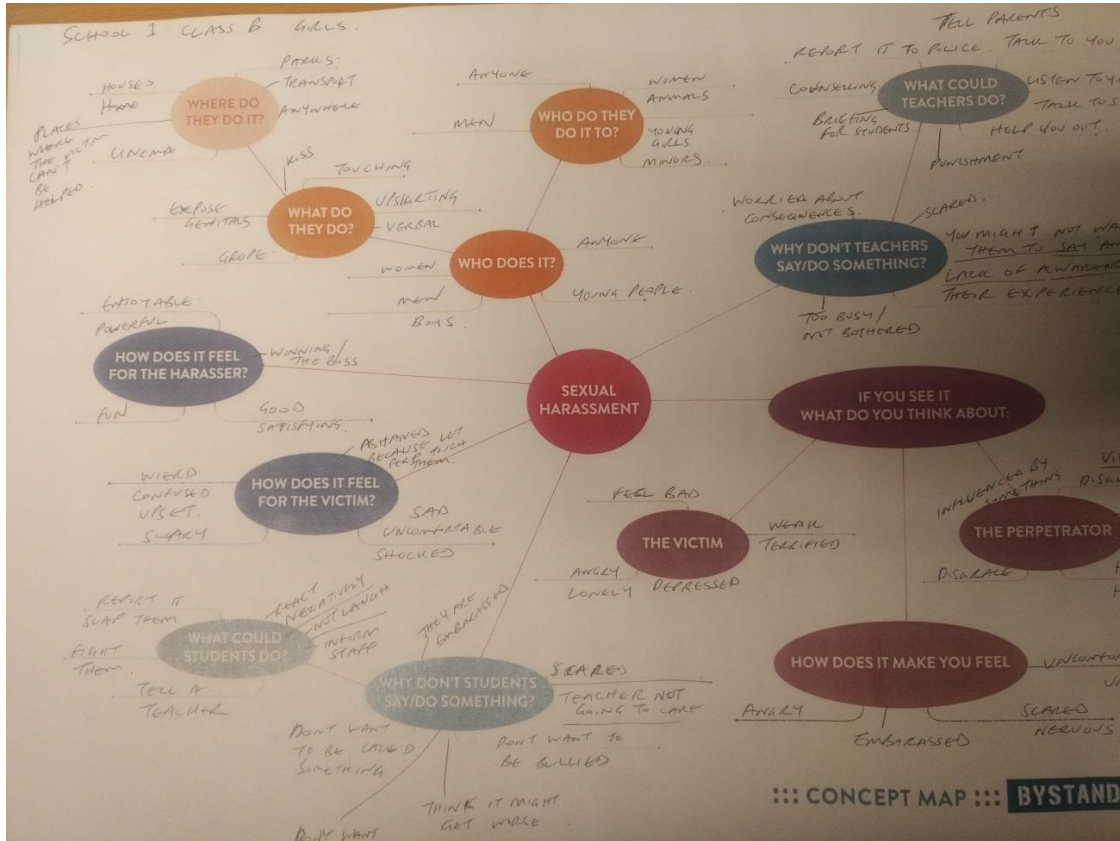 SCHOOL 1 CLASS B GIRLS.
HOUSES
HOME
PARKS.
TRANSPORT
ANYWHERE
WHERE DO
THEY DO IT?
PLACES
WHERE
THE VICTIM
CAN'T
BE
HELPED.
CINEMA
ANYONE
MEN
WOMEN
ANIMALS
YOUNG
GIRLS
MINORS.
WHO DO THEY
DO IT TO?
TELL PARENTS
REPORT IT TO POLICE.
TALK TO YOU
COUNSELLING
WHAT COULD
TEACHERS DO?
LISTEN TO
BRIEFING
FOR STUDENTS
TALK TO
HELP YOU OUT.
PUNISHMENT
KISS
TOUCHING
UPSKIRTING
VERBAL
EXPOSE
GENITALS
WHAT DO
THEY DO?
GROPE
WHO DOES IT?
ANYONE
WOMEN
MEN
BOYS.
YOUNG PEOPLE.
WORRIED ABOUT
CONSEQUENCES.
SCARED.
WHY DON'T TEACHERS
SAY/DO SOMETHING?
YOU MIGHT NOT
THEM TO SAY
LACK OF
THEIR
TOO BUSY/
NOT BOTHERED
ENJOYABLE
POWERFUL
HOW DOES IT FEEL
FOR THE HARASSER?
WINNING/
THE BOSS
FUN
GOOD
SATISFYING.
SEXUAL
HARASSMENT
IF YOU SEE IT
WHAT DO YOU THINK ABOUT:
ASHAMED
BECAUSE LET
TOUCH
THEM.
WIERD
CONFUSED
UPSET.
SCARY
HOW DOES IT FEEL
FOR THE VICTIM?
SAD
UNCOMFORTABLE
SHOCKED
FEEL BAD
THE VICTIM
WEAK
TERRIFIED
ANGRY
LONELY
DEPRESSED
INFLUENCED BY
SOMETHING
THE PERPETRATOR
DISGRACE
REPORT IT
SLAP THEM
REACT
NEGATIVELY
NOT LAUGH
INFORM
STAFF
WHAT COULD
STUDENTS DO?
FIGHT
THEM.
TELL A
TEACHER
THEY ARE
EMBARASSED
WHY DON'T STUDENTS
SAY/DO SOMETHING?
SCARED
TEACHER NOT
GOING TO CARE
DON'T WANT
TO BE CALLED
SOMETHING
DON'T WANT TO
BE BULLIED
THINK IT MIGHT
GET WORSE
DON'T WANT
HOW DOES IT MAKE YOU FEEL
ANGRY
EMBARASSED
SCARED
NERVOUS
::: CONCEPT MAP ::: BYSTAND